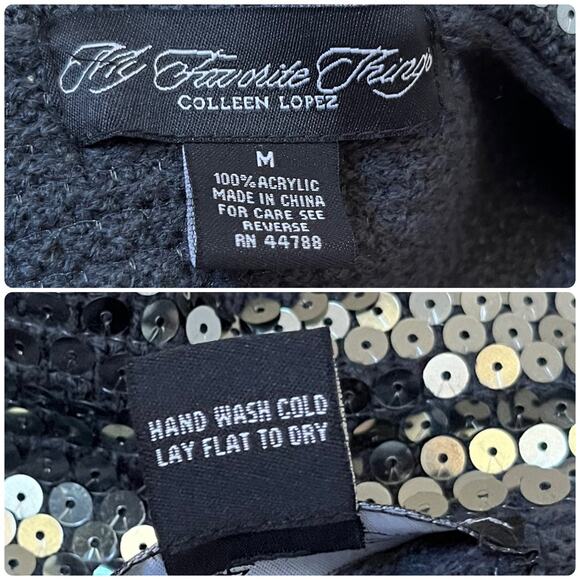 My Favorite Things
COLLEEN LOPEZ
M
100% ACRYLIC
MADE IN CHINA
FOR CARE SEE
REVERSE
RN 44788
HAND WASH COLD
LAY FLAT TO DRY